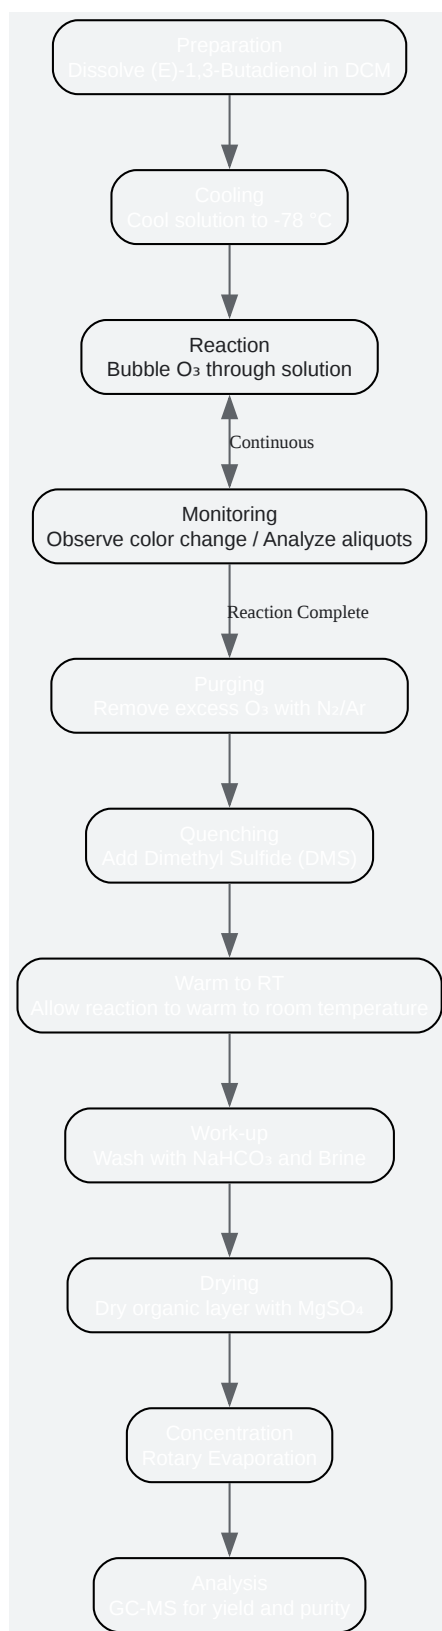 Preparation
Dissolve (E)-1,3-Butadienol in DCM
Cooling
Cool solution to -78 °C
Reaction
Bubble O₃ through solution
Continuous
Monitoring
Observe color change / Analyze aliquots
Reaction Complete
Purging
Remove excess O₃ with N₂/Ar
Quenching
Add Dimethyl Sulfide (DMS)
Warm to RT
Allow reaction to warm to room temperature
Work-up
Wash with NaHCO₃ and Brine
Drying
Dry organic layer with MgSO₄
Concentration
Rotary Evaporation
Analysis
GC-MS for yield and purity